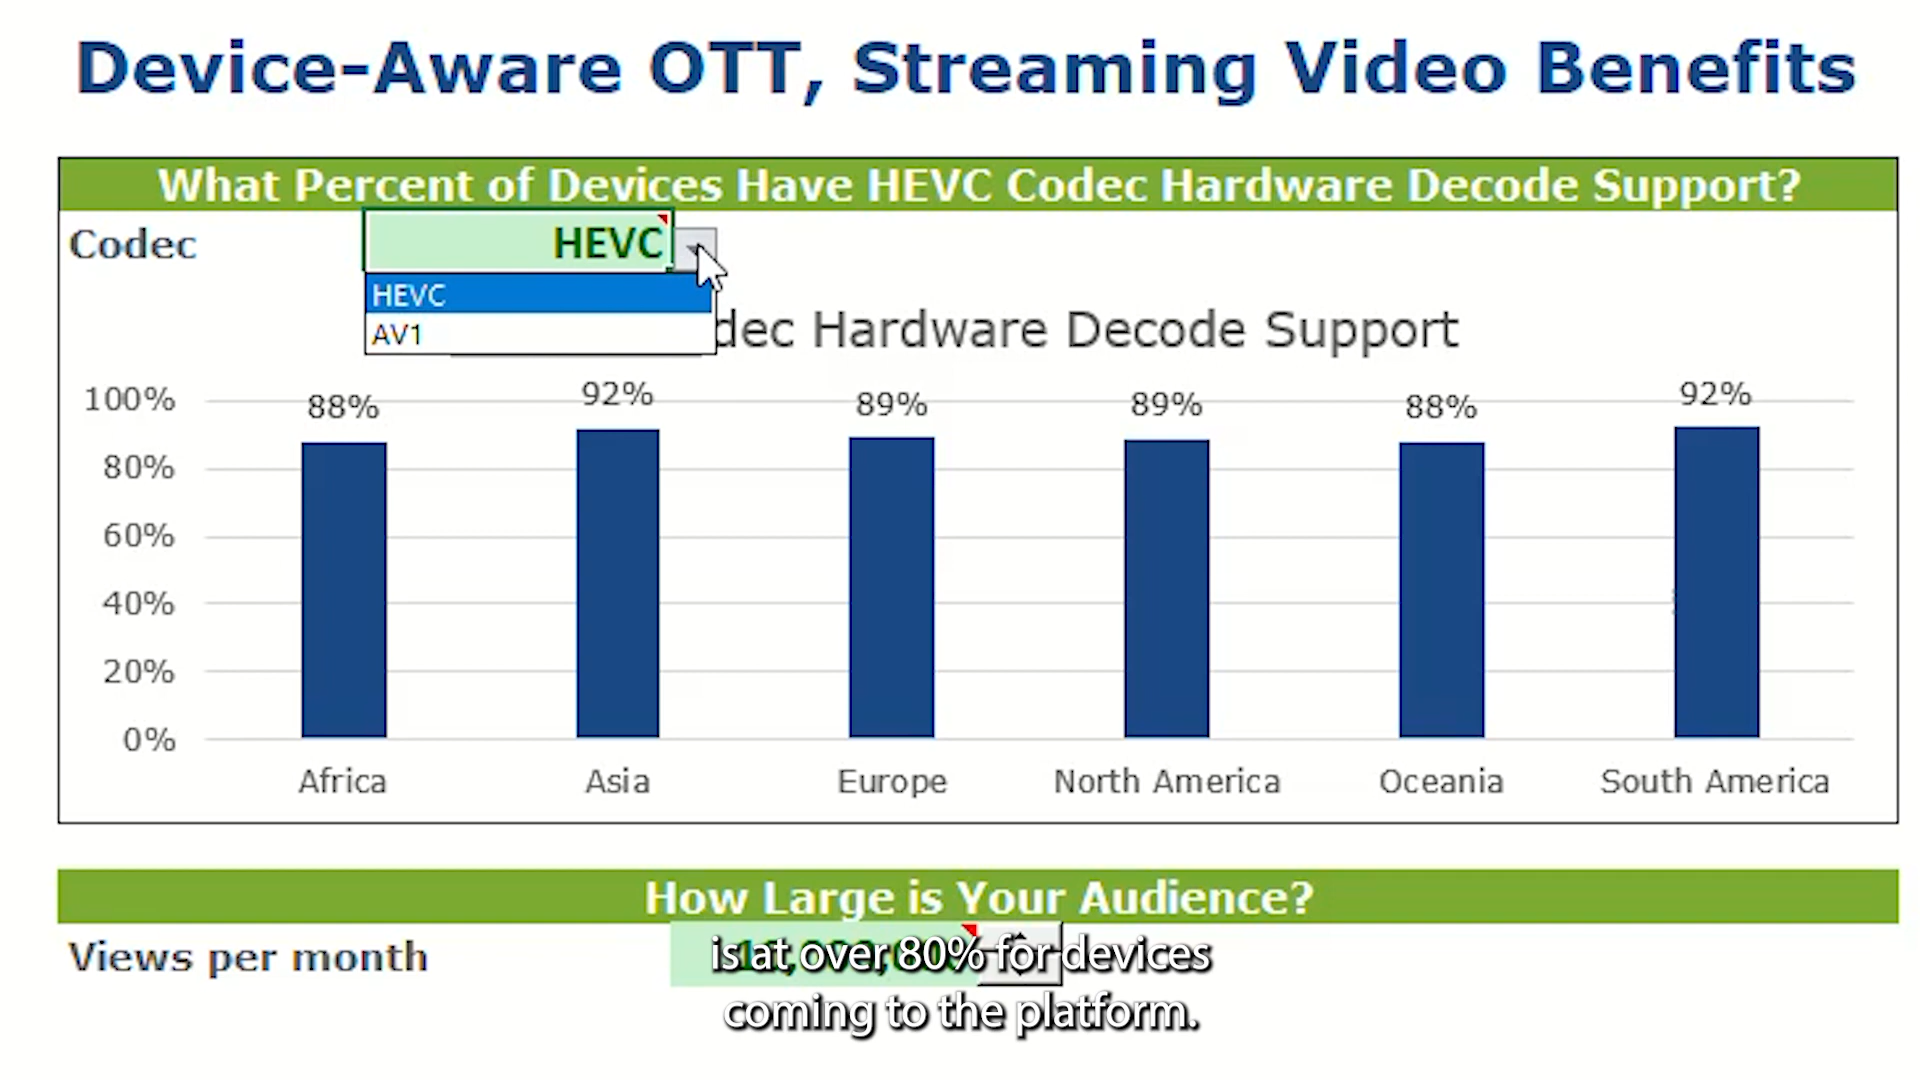 Device-Aware OTT, Streaming Video Benefits
What Percent of Devices Have HEVC Codec Hardware Decode Support?
Codec
HEVC
HEVC
AV1
dec Hardware Decode Support
100%
80%
60%
40%
20%
0%
88%
92%
89%
89%
88%
92%
Africa
Asia
Europe
North America
Oceania
South America
How Large is Your Audience?
Views per month
is at over 80% for devices
coming to the platform.